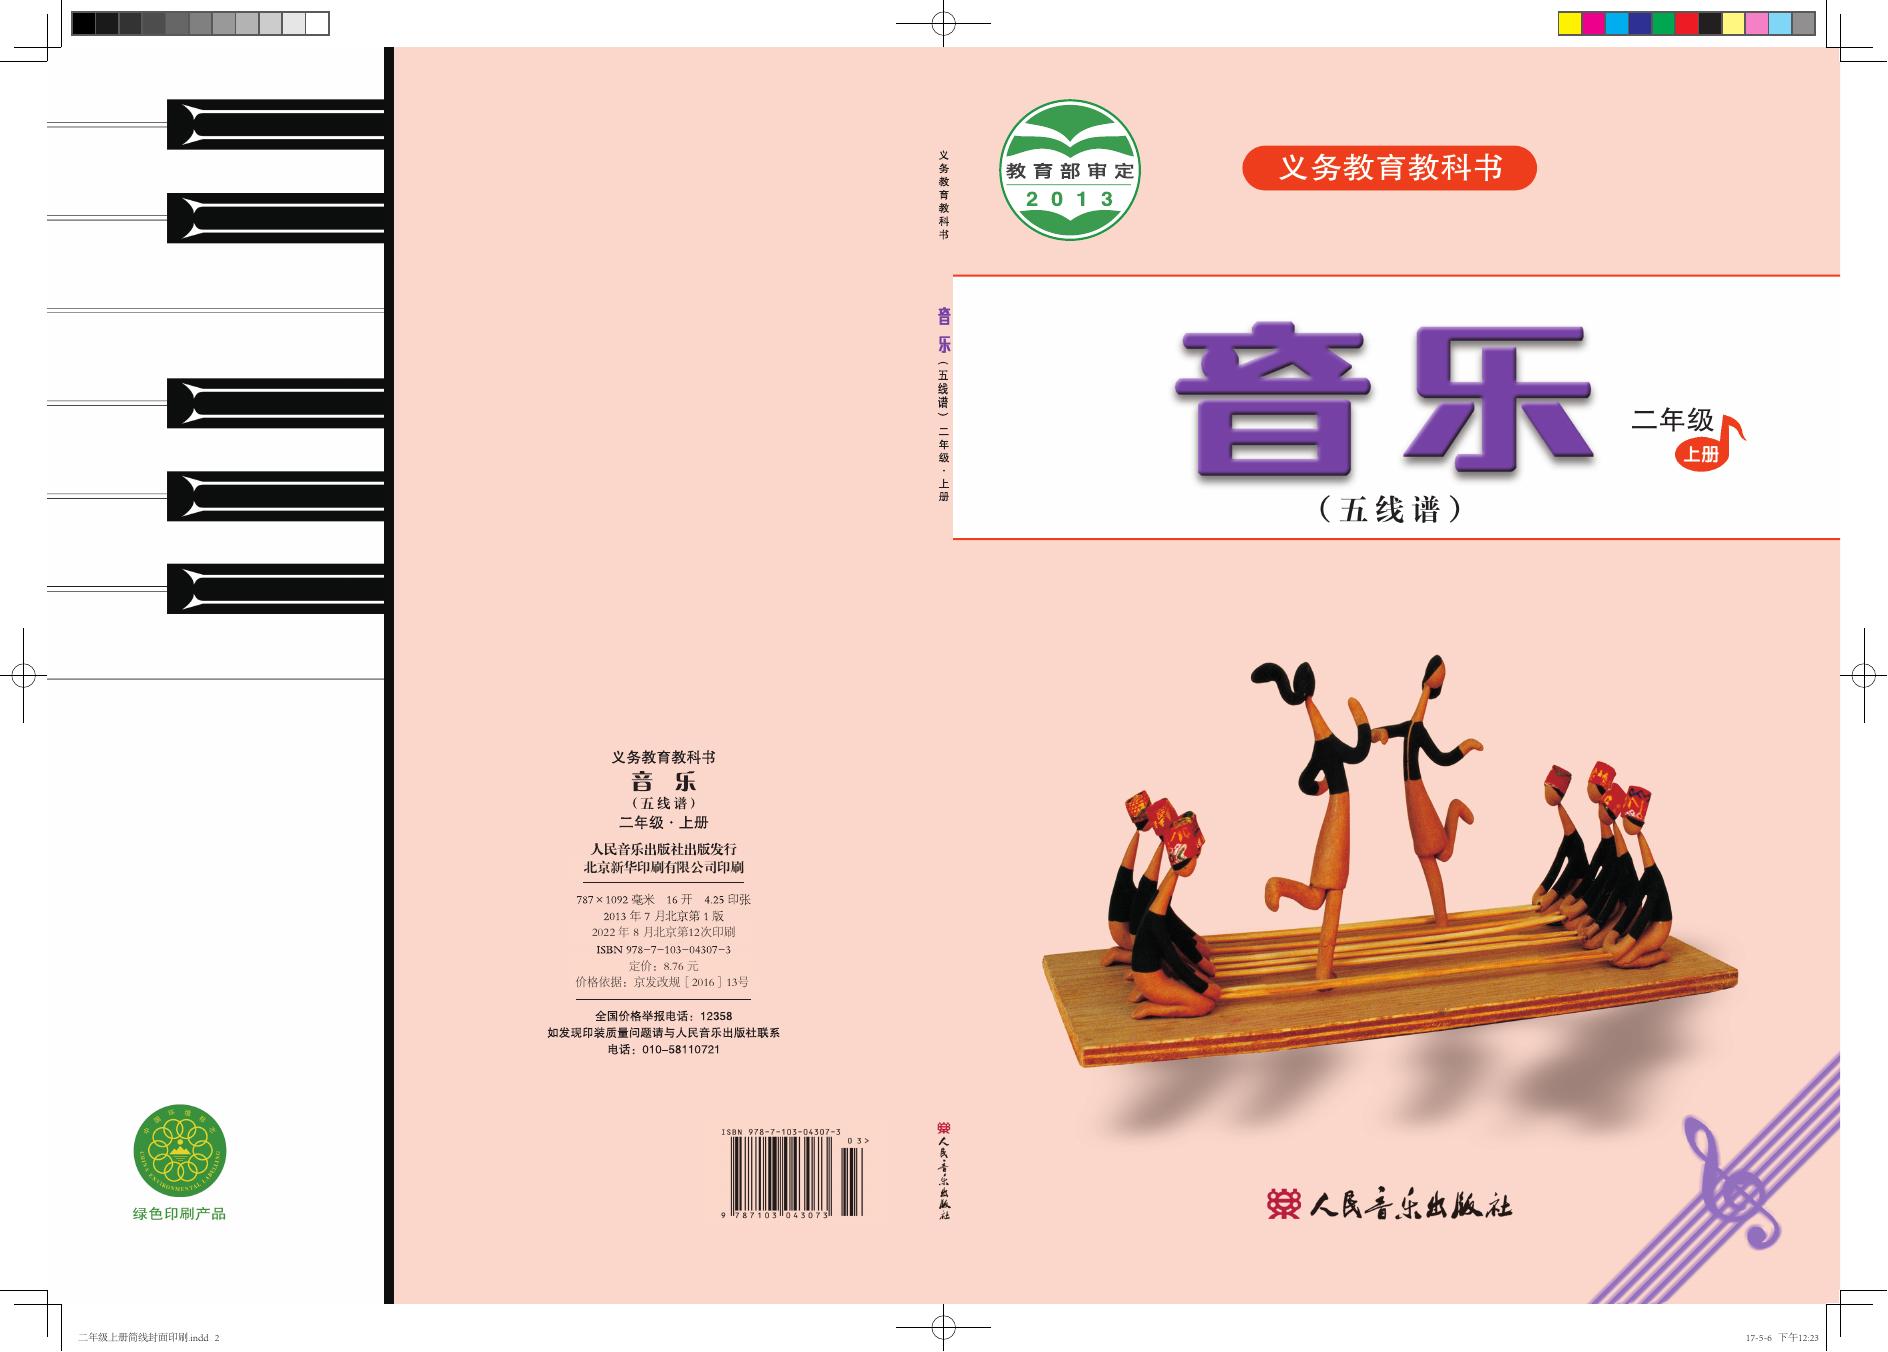 教育部审定
2013
义务教育教科书
音乐
二年级
上册
（五线谱）
人民音乐出版社
义务教育教科书
音乐（五线谱）二年级·上册
人民音乐出版社
义务教育教科书
音 乐
（五线谱）
二年级·上册
人民音乐出版社出版发行
北京新华印刷有限公司印刷
787×1092 毫米 16 开 4.25 印张
2013 年 7 月北京第 1 版
2022 年 8 月北京第12次印刷
ISBN 978-7-103-04307-3
定价：8.76 元
价格依据：京发改规［2016］13号
全国价格举报电话：12358
如发现印装质量问题请与人民音乐出版社联系
电话：010-58110721
ISBN 978-7-103-04307-3
03>
9 787103 043073
中国环境标志
CHINA ENVIRONMENTAL LABELLING
绿色印刷产品
二年级上册简线封面印刷.indd 2
17-5-6 下午12:23